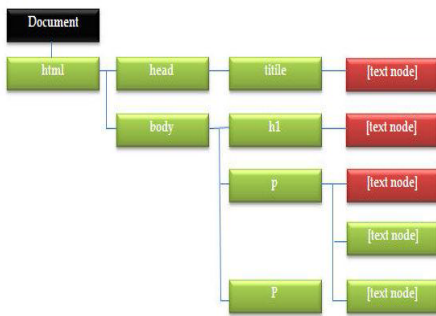 Document
html head titile [text node]
body h1 [text node]
p [text node]
[text node]
P [text node]